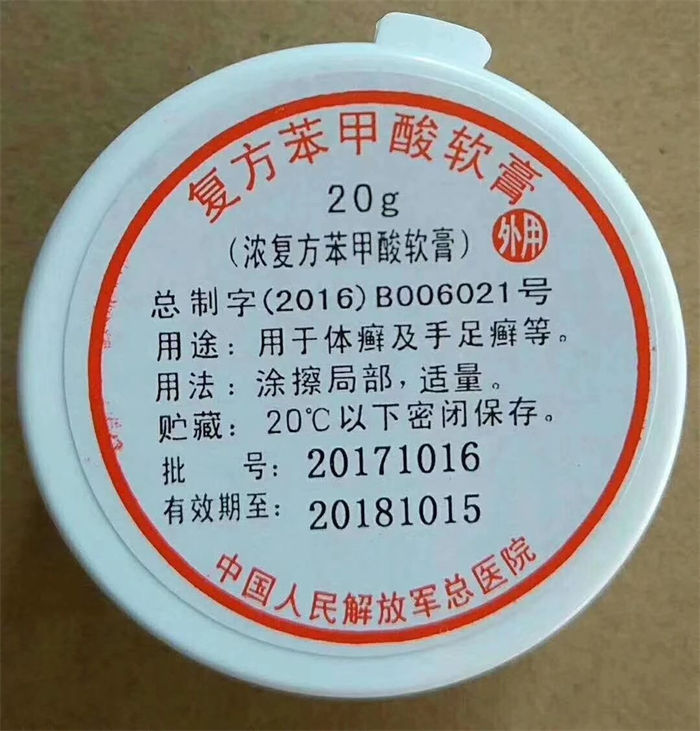 复方苯甲酸软膏
20g
外用
(浓复方苯甲酸软膏)
总制字(2016)B006021号
用途：用于体癣及手足癣等。
用法：涂擦局部，适量。
贮藏：20℃以下密闭保存。
批 号：20171016
有效期至：20181015
中国人民解放军总医院